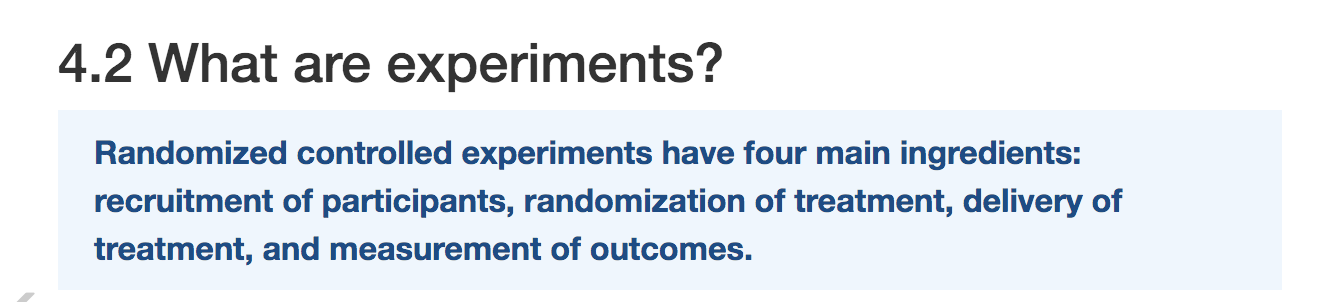 4.2 What are experiments?
Randomized controlled experiments have four main ingredients:
recruitment of participants, randomization of treatment, delivery of
treatment, and measurement of outcomes.